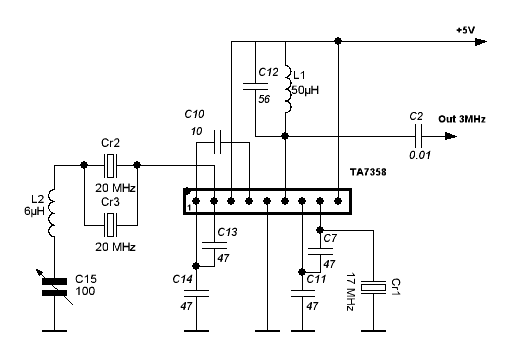 +5V
C12
56
L1
50µH
C10
10
C2
0.01
Out 3MHz
Cr2
20 MHz
TA7358
L2
6µH
Cr3
20 MHz
1
C13
47
C7
47
C15
100
C14
47
C11
47
17 MHz
Cr1